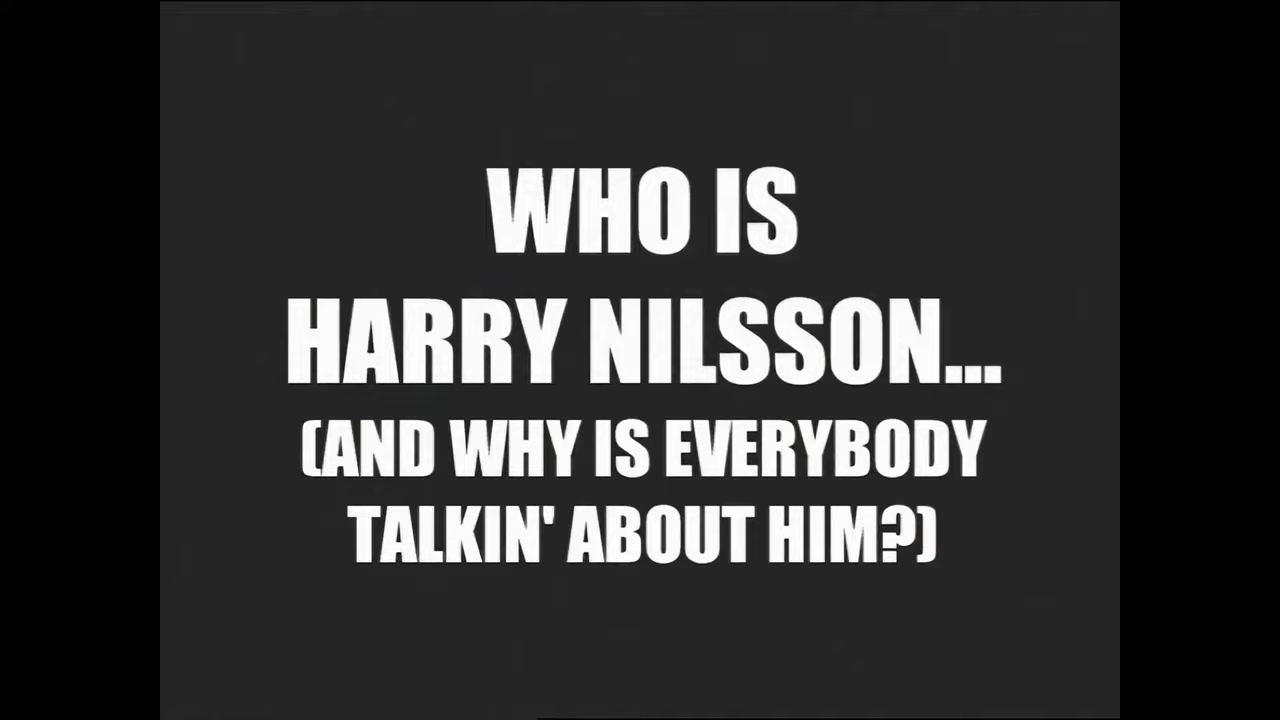 WHO IS
HARRY NILSSON...
(AND WHY IS EVERYBODY
TALKIN' ABOUT HIM?)